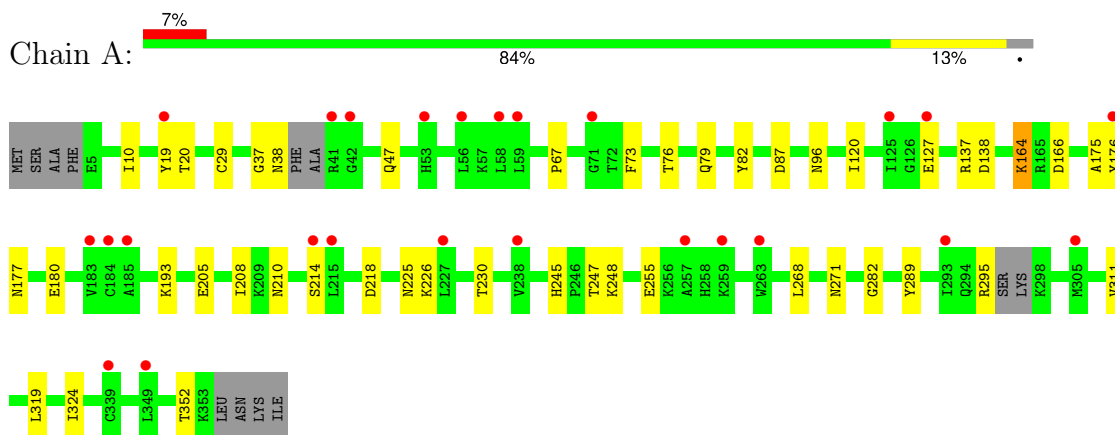 7%
Chain A:
84% 13% •
MET SER ALA PHE E5 I10 Y19 T20 C29 G37 N38 PHE ALA R41 G42 Q47 H53 L56 K57 L58 L59 P67 G71 T72 F73 T76 Q79 Y82 D87 N96 I120 I125 G126 E127 R137 D138 K164 R165 D166 A175 Y176
N177 E180 V183 C184 A185 K193 E205 I208 K209 N210 S214 L215 D218 N225 K226 L227 T230 V238 H245 P246 T247 K248 E255 K256 A257 H258 K259 W263 L268 N271 G282 Y289 I293 Q294 R295 SER LYS K298 M305 V311
L319 I324 C339 L349 T352 K353 LEU ASN LYS ILE